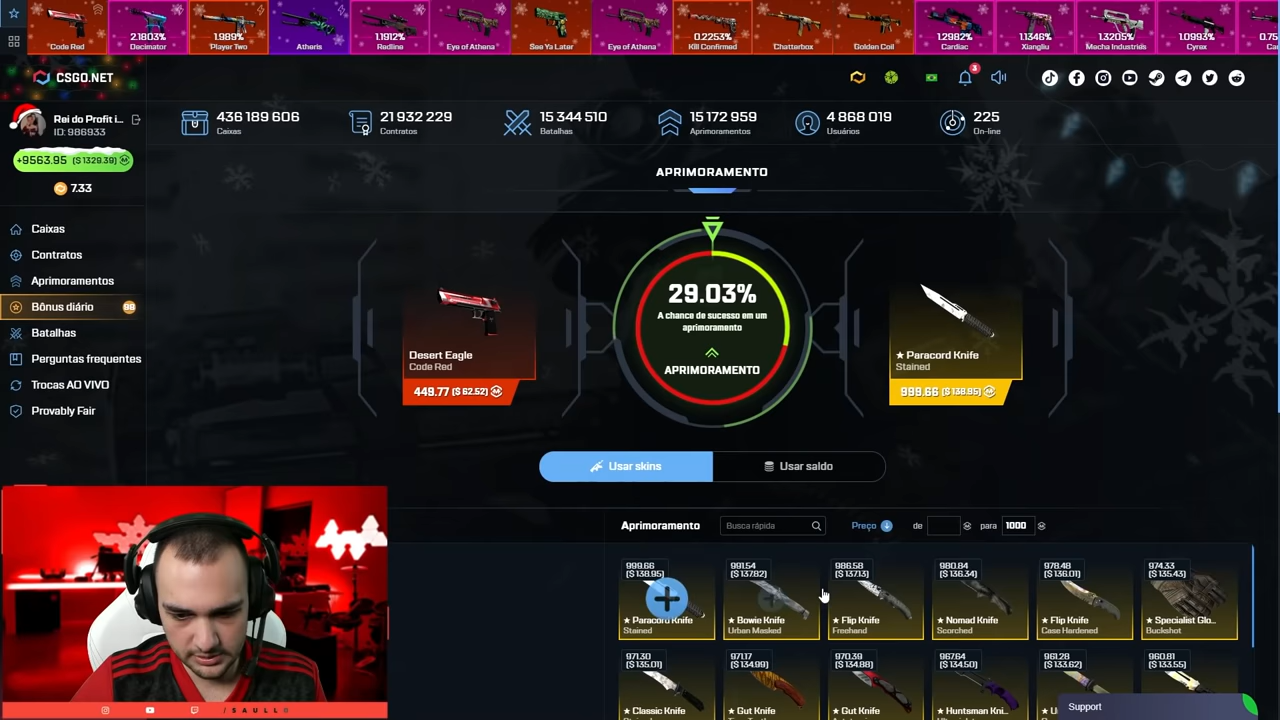 Code Red
2.1803%
Decimator
1.989%
Player Two
Atheris
1.1912%
Redline
Eye of Athena
See Ya Later
Eye of Athena
0.2253%
Kill Confirmed
Chatterbox
Golden Coil
1.2982%
Cardiac
1.1346%
Xiangliu
1.3205%
Mecha Industries
1.0993%
Cyrex
0.75
CSGO.NET
3
Rei do Profit i...
ID: 986933
+9563.95 ($ 1329.39)
7.33
436 189 606
Caixas
21 932 229
Contratos
15 344 510
Batalhas
15 172 959
Aprimoramentos
4 868 019
Usuários
225
On-line
Caixas
Contratos
Aprimoramentos
Bônus diário
Batalhas
Perguntas frequentes
Trocas AO VIVO
Provably Fair
APRIMORAMENTO
Desert Eagle
Code Red
449.77 ($ 62.52)
29.03%
A chance de sucesso em um
aprimoramento
APRIMORAMENTO
★ Paracord Knife
Stained
999.66 ($ 138.95)
Usar skins
Usar saldo
Aprimoramento
Busca rápida
Preço
de
para
1000
999.66
($ 138.95)
★ Paracord Knife
Stained
991.54
($ 137.82)
★ Bowie Knife
Urban Masked
986.58
($ 137.13)
★ Flip Knife
Freehand
980.84
($ 136.34)
★ Nomad Knife
Scorched
978.48
($ 136.01)
★ Flip Knife
Case Hardened
974.33
($ 135.43)
★ Specialist Glo...
Buckshot
971.30
($ 135.01)
★ Classic Knife
971.17
($ 134.99)
★ Gut Knife
970.39
($ 134.88)
★ Gut Knife
967.64
($ 134.50)
★ Huntsman Kni...
961.28
($ 133.62)
960.81
($ 133.55)
Support
/SAULLO